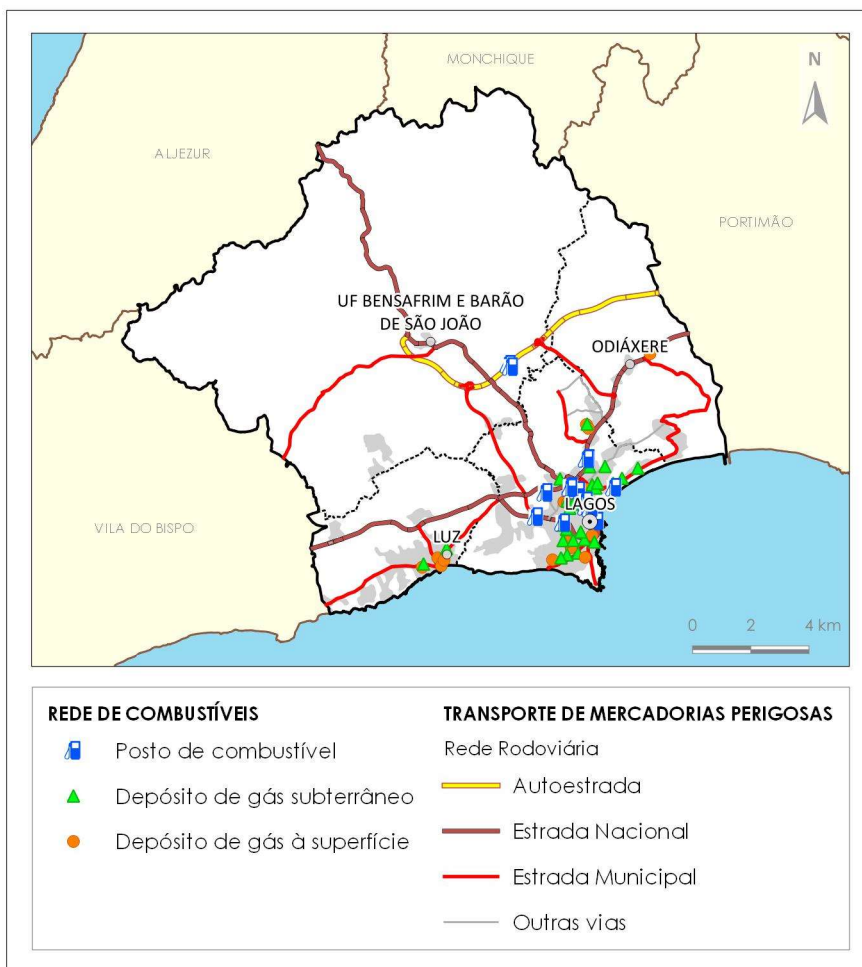 MONCHIQUE
N
ALJEZUR
PORTIMÃO
UF BENSAFRIM E BARÃO
DE SÃO JOÃO
ODIÁXERE
LAGOS
VILA DO BISPO
LUZ
0 2 4 km
REDE DE COMBUSTÍVEIS
Posto de combustível
Depósito de gás subterrâneo
Depósito de gás à superfície
TRANSPORTE DE MERCADORIAS PERIGOSAS
Rede Rodoviária
Autoestrada
Estrada Nacional
Estrada Municipal
Outras vias